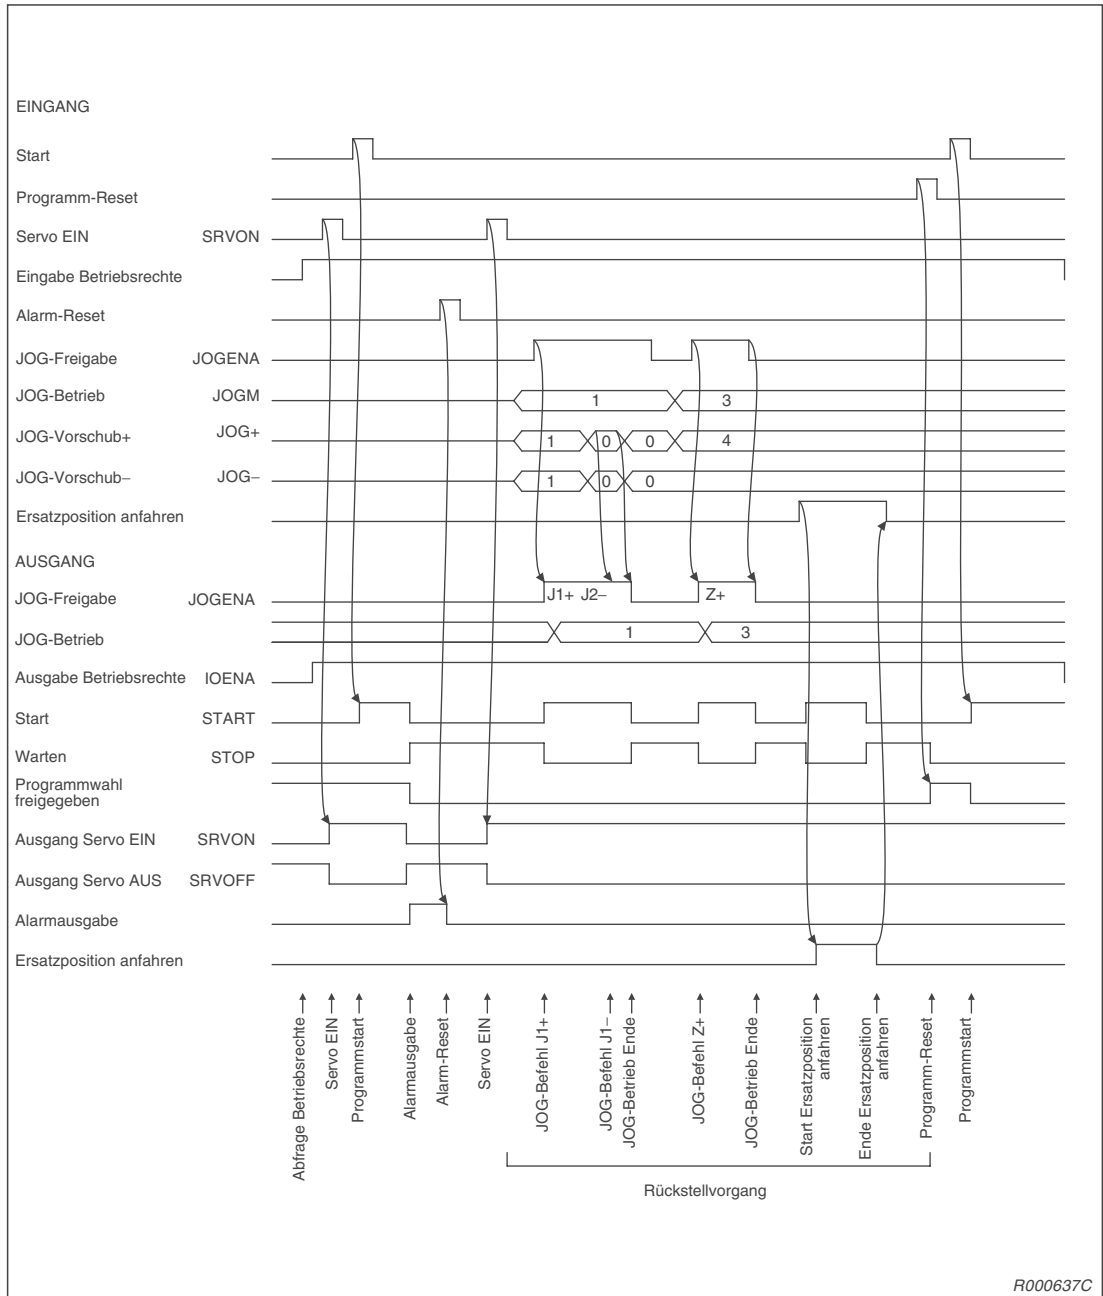 EINGANG
Start
Programm-Reset
Servo EIN SRVON
Eingabe Betriebsrechte
Alarm-Reset
JOG-Freigabe JOGENA
JOG-Betrieb JOGM 1 3
JOG-Vorschub+ JOG+ 1 0 0 4
JOG-Vorschub– JOG– 1 0 0
Ersatzposition anfahren
AUSGANG
JOG-Freigabe JOGENA J1+ J2– Z+
JOG-Betrieb 1 3
Ausgabe Betriebsrechte IOENA
Start START
Warten STOP
Programmwahl
freigegeben
Ausgang Servo EIN SRVON
Ausgang Servo AUS SRVOFF
Alarmausgabe
Ersatzposition anfahren
Abfrage Betriebsrechte
Servo EIN
Programmstart
Alarmausgabe
Alarm-Reset
Servo EIN
JOG-Befehl J1+
JOG-Befehl J1–
JOG-Betrieb Ende
JOG-Befehl Z+
JOG-Betrieb Ende
Start Ersatzposition
anfahren
Ende Ersatzposition
anfahren
Programm-Reset
Programmstart
Rückstellvorgang
R000637C